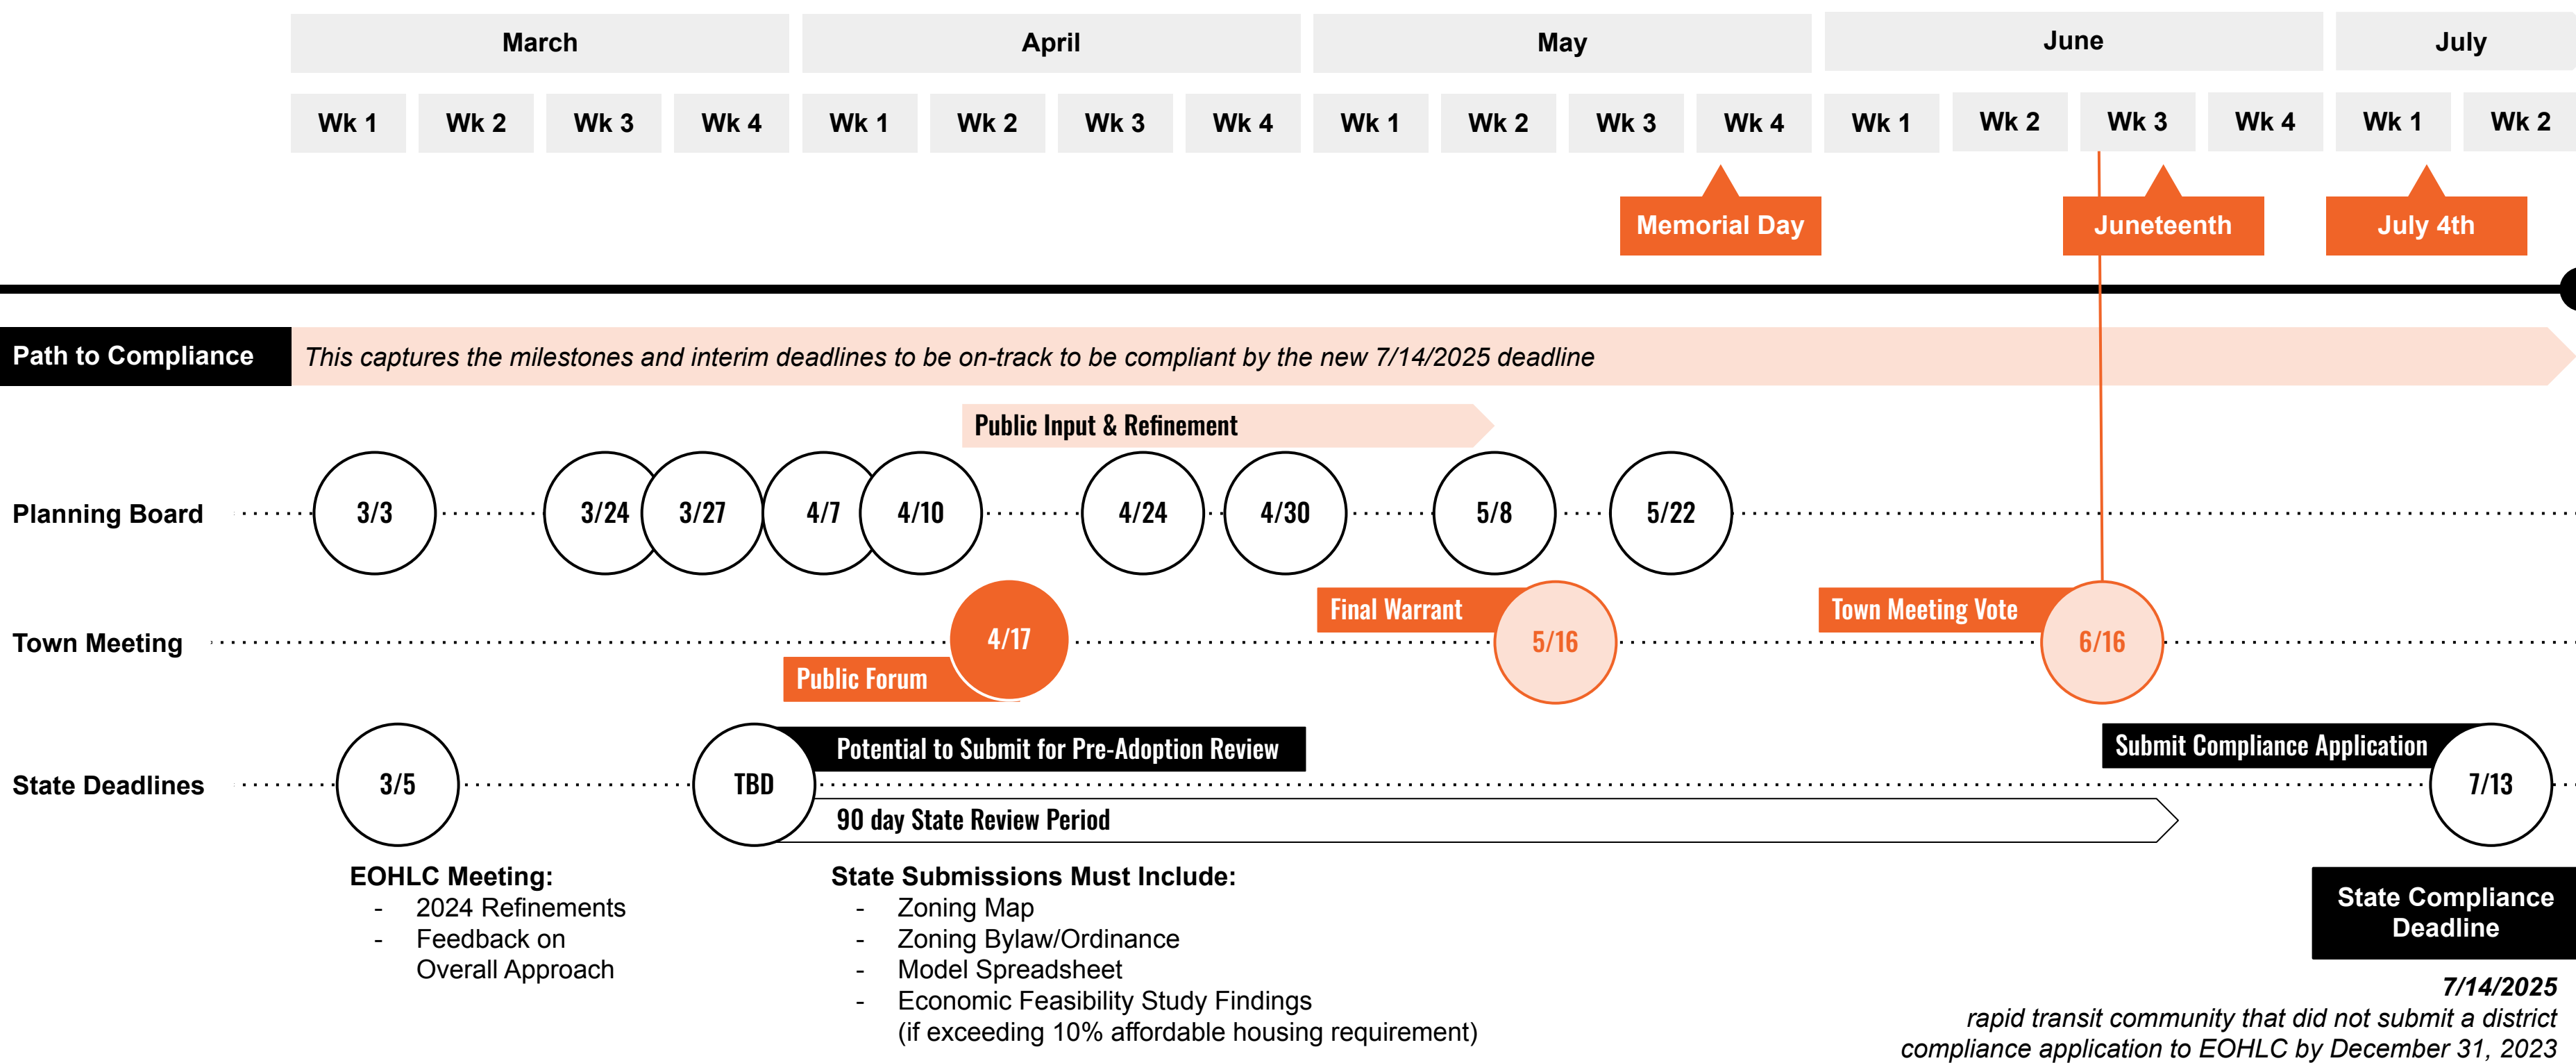 March April May June July
Wk 1 Wk 2 Wk 3 Wk 4 Wk 1 Wk 2 Wk 3 Wk 4 Wk 1 Wk 2 Wk 3 Wk 4 Wk 1 Wk 2 Wk 3 Wk 4 Wk 1 Wk 2
Memorial Day Juneteenth July 4th
Path to Compliance This captures the milestones and interim deadlines to be on-track to be compliant by the new 7/14/2025 deadline
Public Input & Refinement
Planning Board 3/3 3/24 3/27 4/7 4/10 4/24 4/30 5/8 5/22
Final Warrant Town Meeting Vote
Town Meeting 4/17 5/16 6/16
Public Forum
Potential to Submit for Pre-Adoption Review Submit Compliance Application
State Deadlines 3/5 TBD 7/13
90 day State Review Period
EOHLC Meeting:
- 2024 Refinements
- Feedback on
Overall Approach
State Submissions Must Include:
- Zoning Map
- Zoning Bylaw/Ordinance
- Model Spreadsheet
- Economic Feasibility Study Findings
(if exceeding 10% affordable housing requirement)
State Compliance
Deadline
7/14/2025
rapid transit community that did not submit a district
compliance application to EOHLC by December 31, 2023